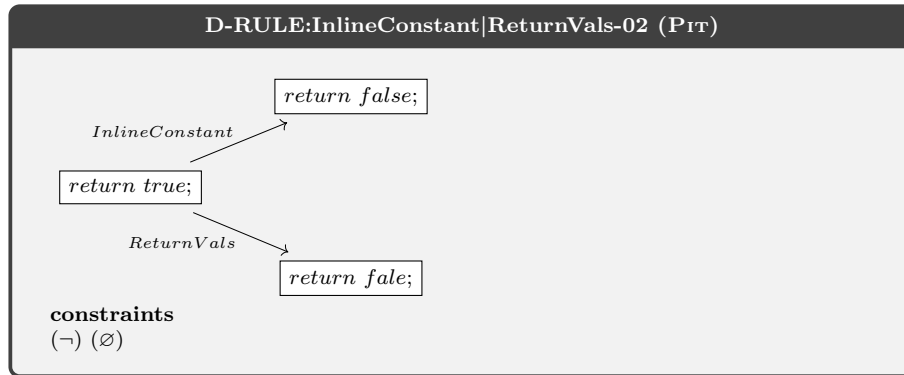 D-RULE:InlineConstant|ReturnVals-02 (PIT)
return false;
InlineConstant
return true;
ReturnVals
return fale;
constraints
(¬) (∅)